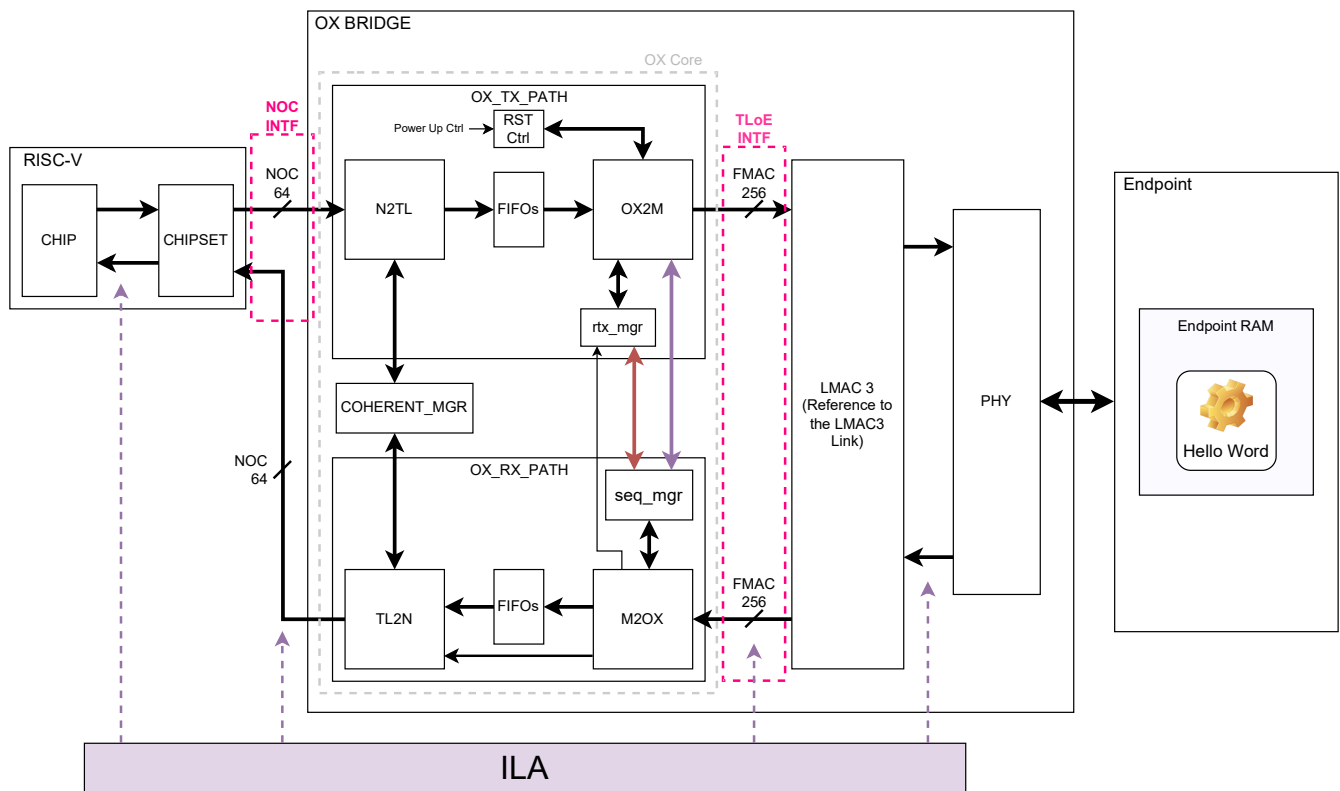 OX BRIDGE
OX Core
OX_TX_PATH
NOC
INTF
Power Up Ctrl
RST
Ctrl
TLoE
INTF
RISC-V
NOC
64
FMAC
256
CHIP
CHIPSET
N2TL
FIFOs
OX2M
Endpoint
rtx_mgr
Endpoint RAM
COHERENT_MGR
LMAC 3
(Reference to
the LMAC3
Link)
PHY
Hello Word
NOC
64
OX_RX_PATH
seq_mgr
FMAC
256
TL2N
FIFOs
M2OX
ILA